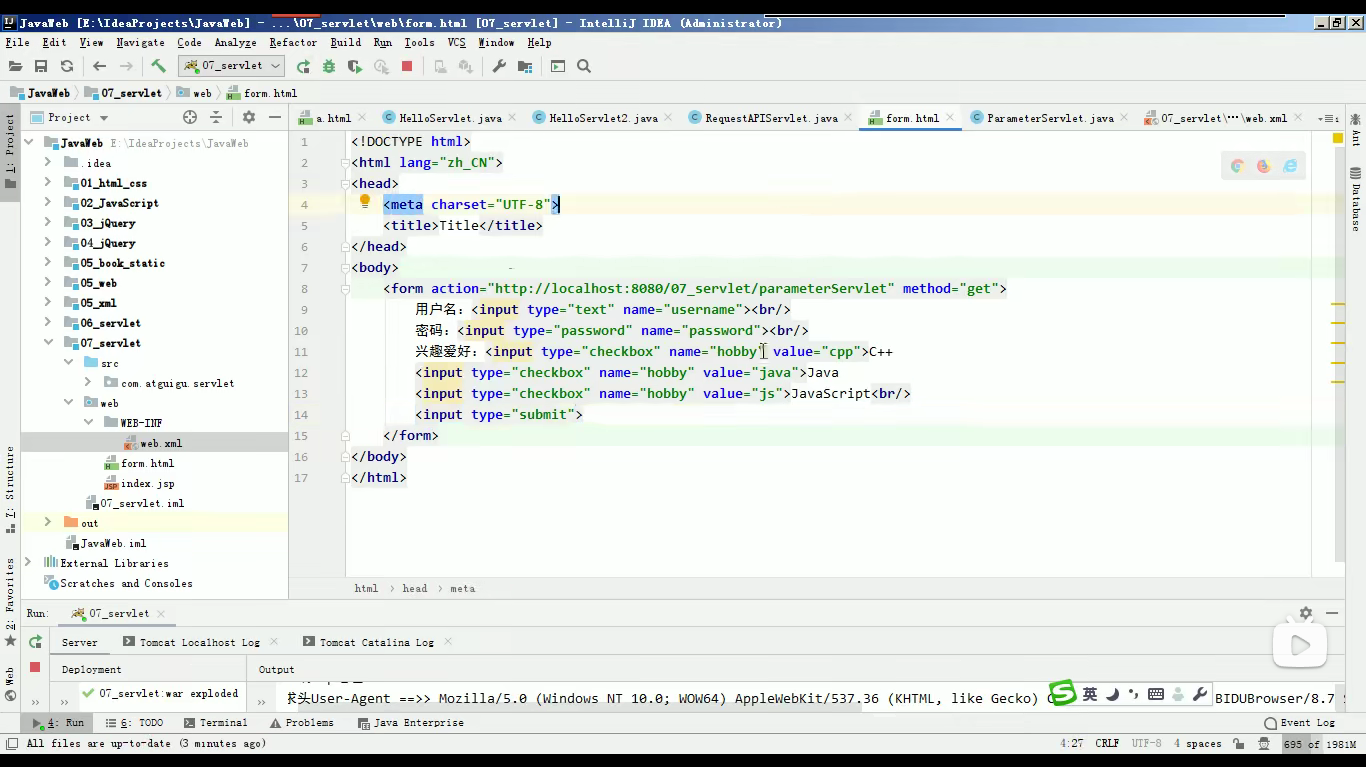 JavaWeb [E:\IdeaProjects\JavaWeb] - ...\07_servlet\web\form.html [07_servlet] - IntelliJ IDEA (Administrator)
File Edit View Navigate Code Analyze Refactor Build Run Tools VCS Window Help
07_servlet
JavaWeb 07_servlet web form.html
Project a.html HelloServlet.java HelloServlet2.java RequestAPIServlet.java form.html ParameterServlet.java 07_servlet\...\web.xml
1: Project
Ant
Database
JavaWeb E:\IdeaProjects\JavaWeb
.idea
01_html_css
02_JavaScript
03_jQuery
04_jQuery
05_book_static
05_web
05_xml
06_servlet
07_servlet
src
com.atguigu.servlet
web
WEB-INF
web.xml
form.html
index.jsp
07_servlet.iml
out
JavaWeb.iml
External Libraries
Scratches and Consoles
1 <!DOCTYPE html>
2 <html lang="zh_CN">
3 <head>
4 <meta charset="UTF-8">
5 <title>Title</title>
6 </head>
7 <body>
8 <form action="http://localhost:8080/07_servlet/parameterServlet" method="get">
9 用户名：<input type="text" name="username"><br/>
10 密码：<input type="password" name="password"><br/>
11 兴趣爱好：<input type="checkbox" name="hobby" value="cpp">C++
12 <input type="checkbox" name="hobby" value="java">Java
13 <input type="checkbox" name="hobby" value="js">JavaScript<br/>
14 <input type="submit">
15 </form>
16 </body>
17 </html>
html head meta
7: Structure
2: Favorites
Web
Run: 07_servlet
Server Tomcat Localhost Log Tomcat Catalina Log
Deployment Output
07_servlet:war exploded
求头User-Agent ==>> Mozilla/5.0 (Windows NT 10.0; WOW64) AppleWebKit/537.36 (KHTML, like Gecko) BIDUBrowser/8.7
英
4: Run 6: TODO Terminal Problems Java Enterprise Event Log
All files are up-to-date (3 minutes ago) 4:27 CRLF UTF-8 4 spaces 695 of 1981M